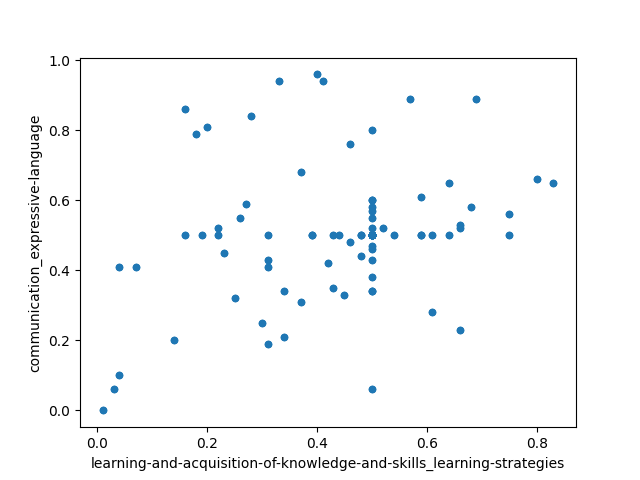 1.0
0.8
0.6
0.4
0.2
0.0
communication_expressive-language
0.0 0.2 0.4 0.6 0.8
learning-and-acquisition-of-knowledge-and-skills_learning-strategies